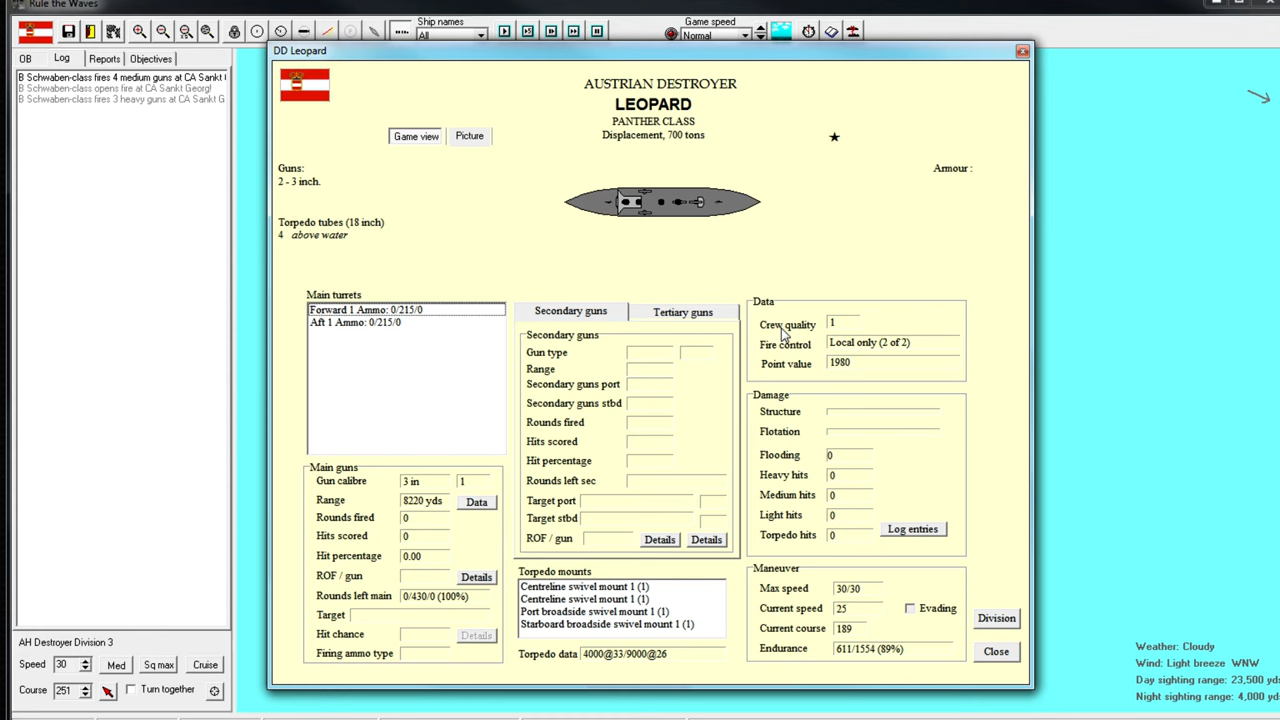 Rule the Waves
Ship names
All
Game speed
Normal
OB Log Reports Objectives
B Schwaben-class fires 4 medium guns at CA Sankt
B Schwaben-class opens fire at CA Sankt Georg!
B Schwaben-class fires 3 heavy guns at CA Sankt G
AH Destroyer Division 3
Speed 30 Med Sq max Cruise
Course 251 Turn together
DD Leopard
AUSTRIAN DESTROYER
LEOPARD
PANTHER CLASS
Displacement, 700 tons
Game view Picture
Guns:
2 - 3 inch.
Armour :
Torpedo tubes (18 inch)
4 above water
Main turrets
Forward 1 Ammo: 0/215/0
Aft 1 Ammo: 0/215/0
Main guns
Gun calibre 3 in 1
Range 8220 yds Data
Rounds fired 0
Hits scored 0
Hit percentage 0.00
ROF / gun Details
Rounds left main 0/430/0 (100%)
Target
Hit chance Details
Firing ammo type
Secondary guns Tertiary guns
Secondary guns
Gun type
Range
Secondary guns port
Secondary guns stbd
Rounds fired
Hits scored
Hit percentage
Rounds left sec
Target port
Target stbd
ROF / gun Details Details
Torpedo mounts
Centreline swivel mount 1 (1)
Centreline swivel mount 1 (1)
Port broadside swivel mount 1 (1)
Starboard broadside swivel mount 1 (1)
Torpedo data 4000@33/9000@26
Data
Crew quality 1
Fire control Local only (2 of 2)
Point value 1980
Damage
Structure
Flotation
Flooding 0
Heavy hits 0
Medium hits 0
Light hits 0
Torpedo hits 0
Log entries
Maneuver
Max speed 30/30
Current speed 25 Evading
Current course 189
Endurance 611/1554 (89%)
Division
Close
Weather: Cloudy
Wind: Light breeze WNW
Day sighting range: 23,500 yds
Night sighting range: 4,000 yds